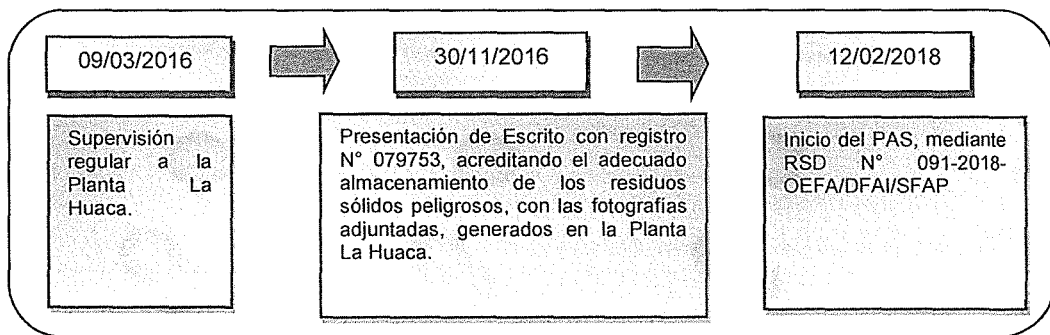 09/03/2016
30/11/2016
12/02/2018
Supervisión
regular a la
Planta La
Huaca.
Presentación de Escrito con registro
N° 079753, acreditando el adecuado
almacenamiento de los residuos
sólidos peligrosos, con las fotografías
adjuntadas, generados en la Planta
La Huaca.
Inicio del PAS, mediante
RSD N° 091-2018-
OEFA/DFAI/SFAP